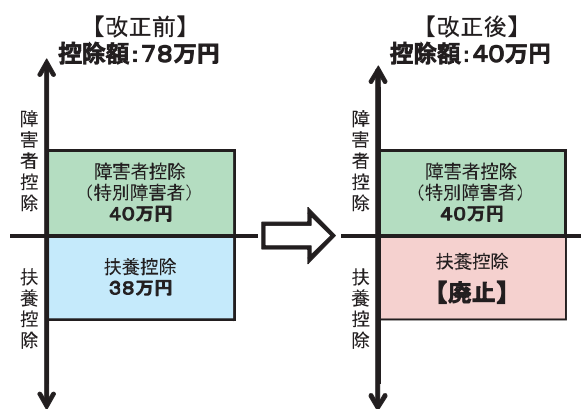 【改正前】
控除額:78万円
障害者控除
障害者控除
(特別障害者)
40万円
扶養控除
扶養控除
38万円
【改正後】
控除額:40万円
障害者控除
障害者控除
(特別障害者)
40万円
扶養控除
扶養控除
【廃止】